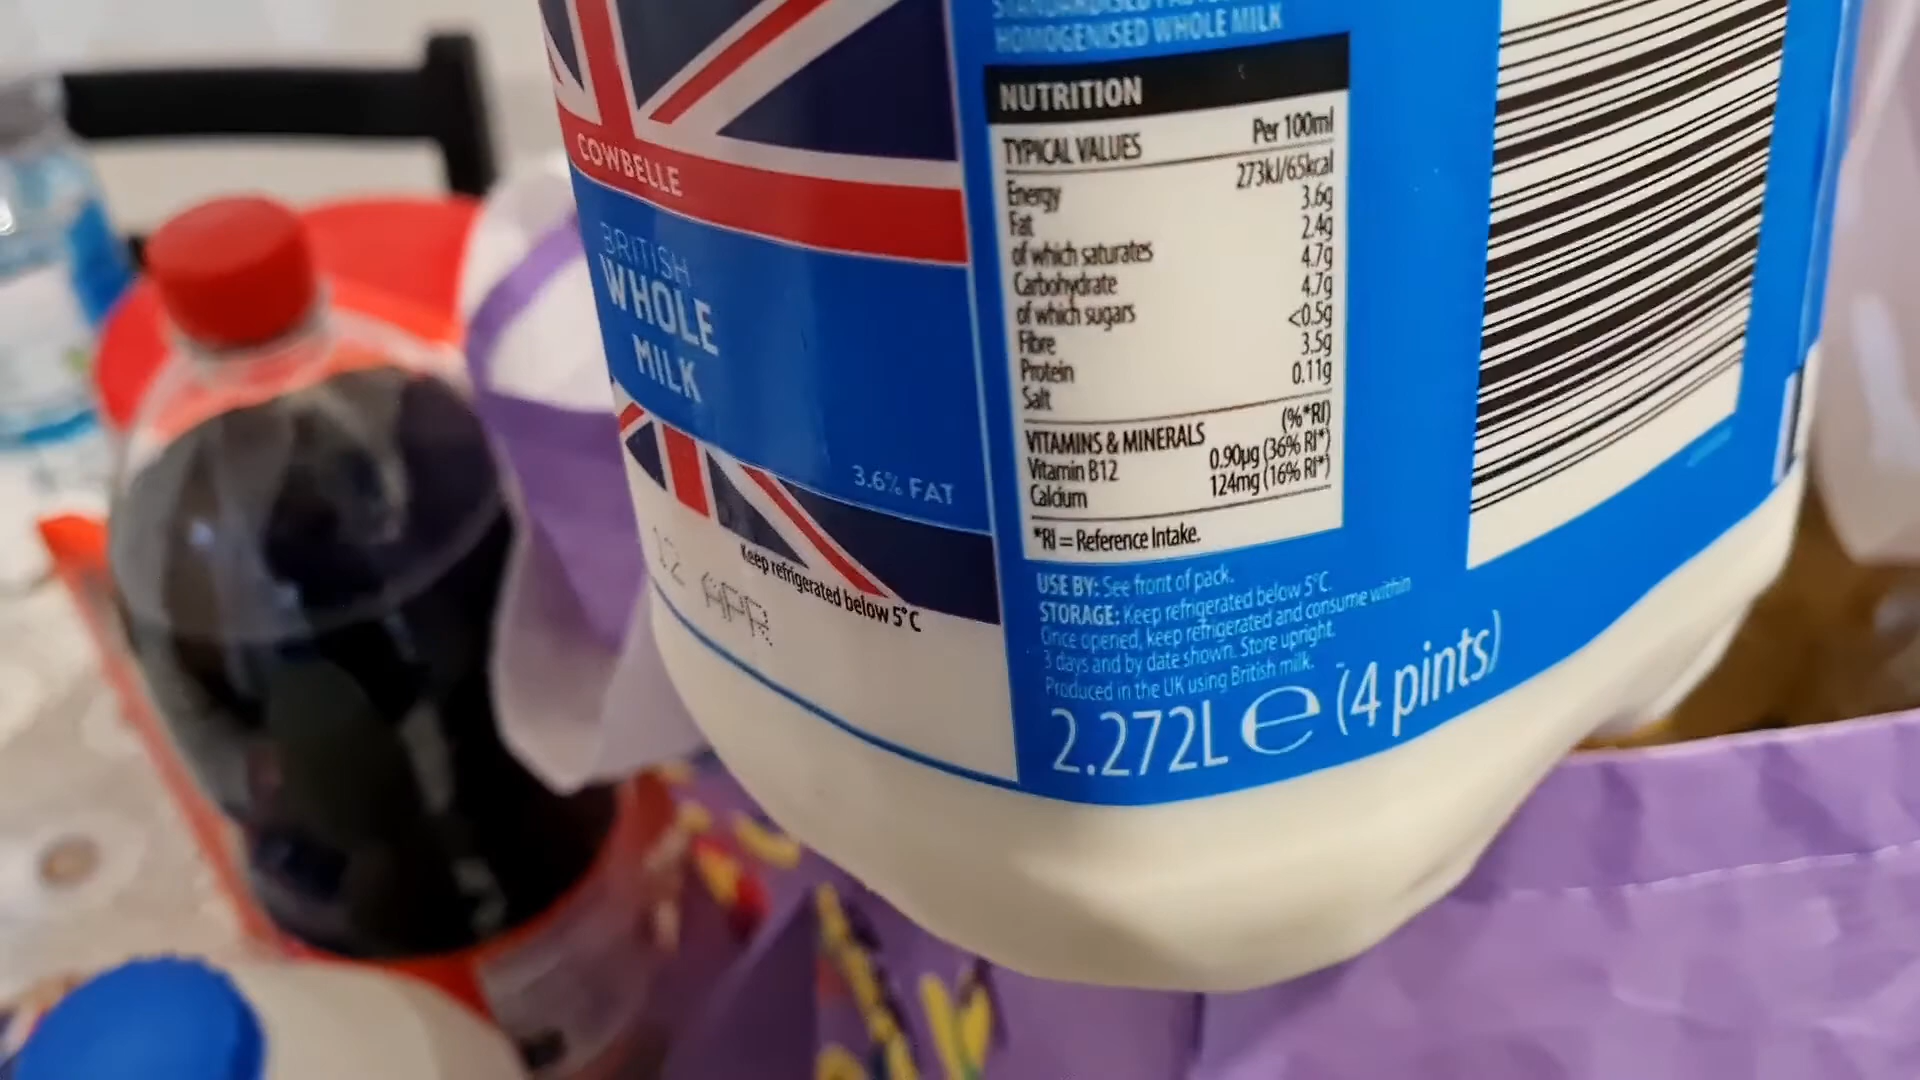 COWBELLE
BRITISH
WHOLE
MILK
3.6% FAT
Keep refrigerated below 5°C
12 APR
HOMOGENISED WHOLE MILK
NUTRITION
TYPICAL VALUES Per 100ml
Energy 273kJ/65kcal
Fat 3.6g
of which saturates 2.4g
Carbohydrate 4.7g
of which sugars 4.7g
Fibre <0.5g
Protein 3.5g
Salt 0.11g
VITAMINS & MINERALS (%*RI)
Vitamin B12 0.90µg (36% RI*)
Calcium 124mg (16% RI*)
*RI = Reference Intake.
USE BY: See front of pack.
STORAGE: Keep refrigerated below 5°C.
Once opened, keep refrigerated and consume within
3 days and by date shown. Store upright.
Produced in the UK using British milk.
2.272L e (4 pints)